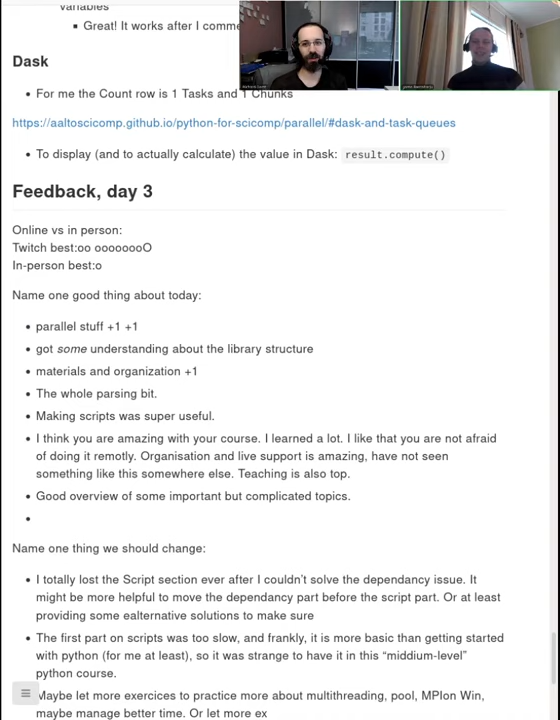 variables
Great! It works after I comme
Dask
For me the Count row is 1 Tasks and 1 Chunks
https://aaltoscicomp.github.io/python-for-scicomp/parallel/#dask-and-task-queues
To display (and to actually calculate) the value in Dask: result.compute()
Feedback, day 3
Online vs in person:
Twitch best:oo oooooooO
In-person best:o
Name one good thing about today:
parallel stuff +1 +1
got some understanding about the library structure
materials and organization +1
The whole parsing bit.
Making scripts was super useful.
I think you are amazing with your course. I learned a lot. I like that you are not afraid
of doing it remotly. Organisation and live support is amazing, have not seen
something like this somewhere else. Teaching is also top.
Good overview of some important but complicated topics.
Name one thing we should change:
I totally lost the Script section ever after I couldn't solve the dependancy issue. It
might be more helpful to move the dependancy part before the script part. Or at least
providing some ealternative solutions to make sure
The first part on scripts was too slow, and frankly, it is more basic than getting started
with python (for me at least), so it was strange to have it in this “middium-level”
python course.
Maybe let more exercices to practice more about multithreading, pool, MPIon Win,
maybe manage better time. Or let more ex